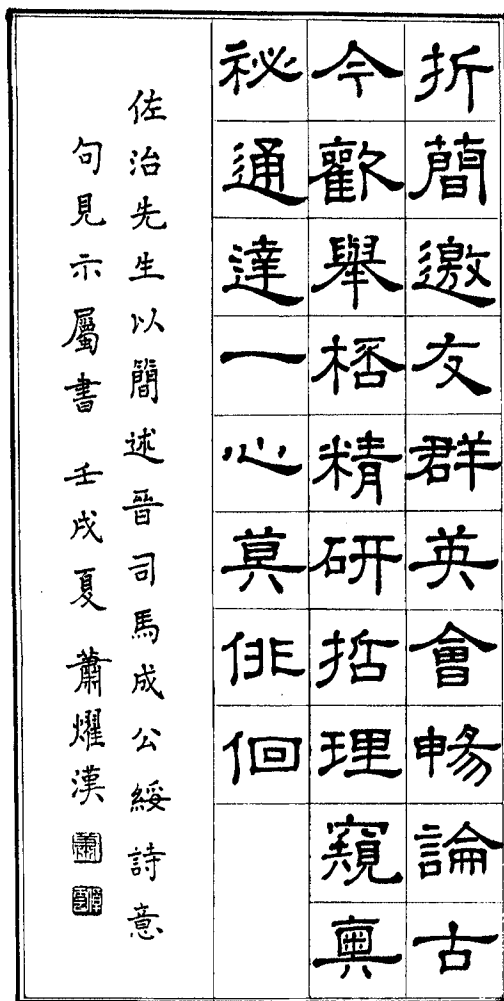 折簡邀友群英會暢論古
今歡舉桮精研哲理窺奧
祕通達一心莫俳佪
佐治先生以簡述晉司馬成公綏詩意
句見示屬書 壬戌夏 蕭燿漢